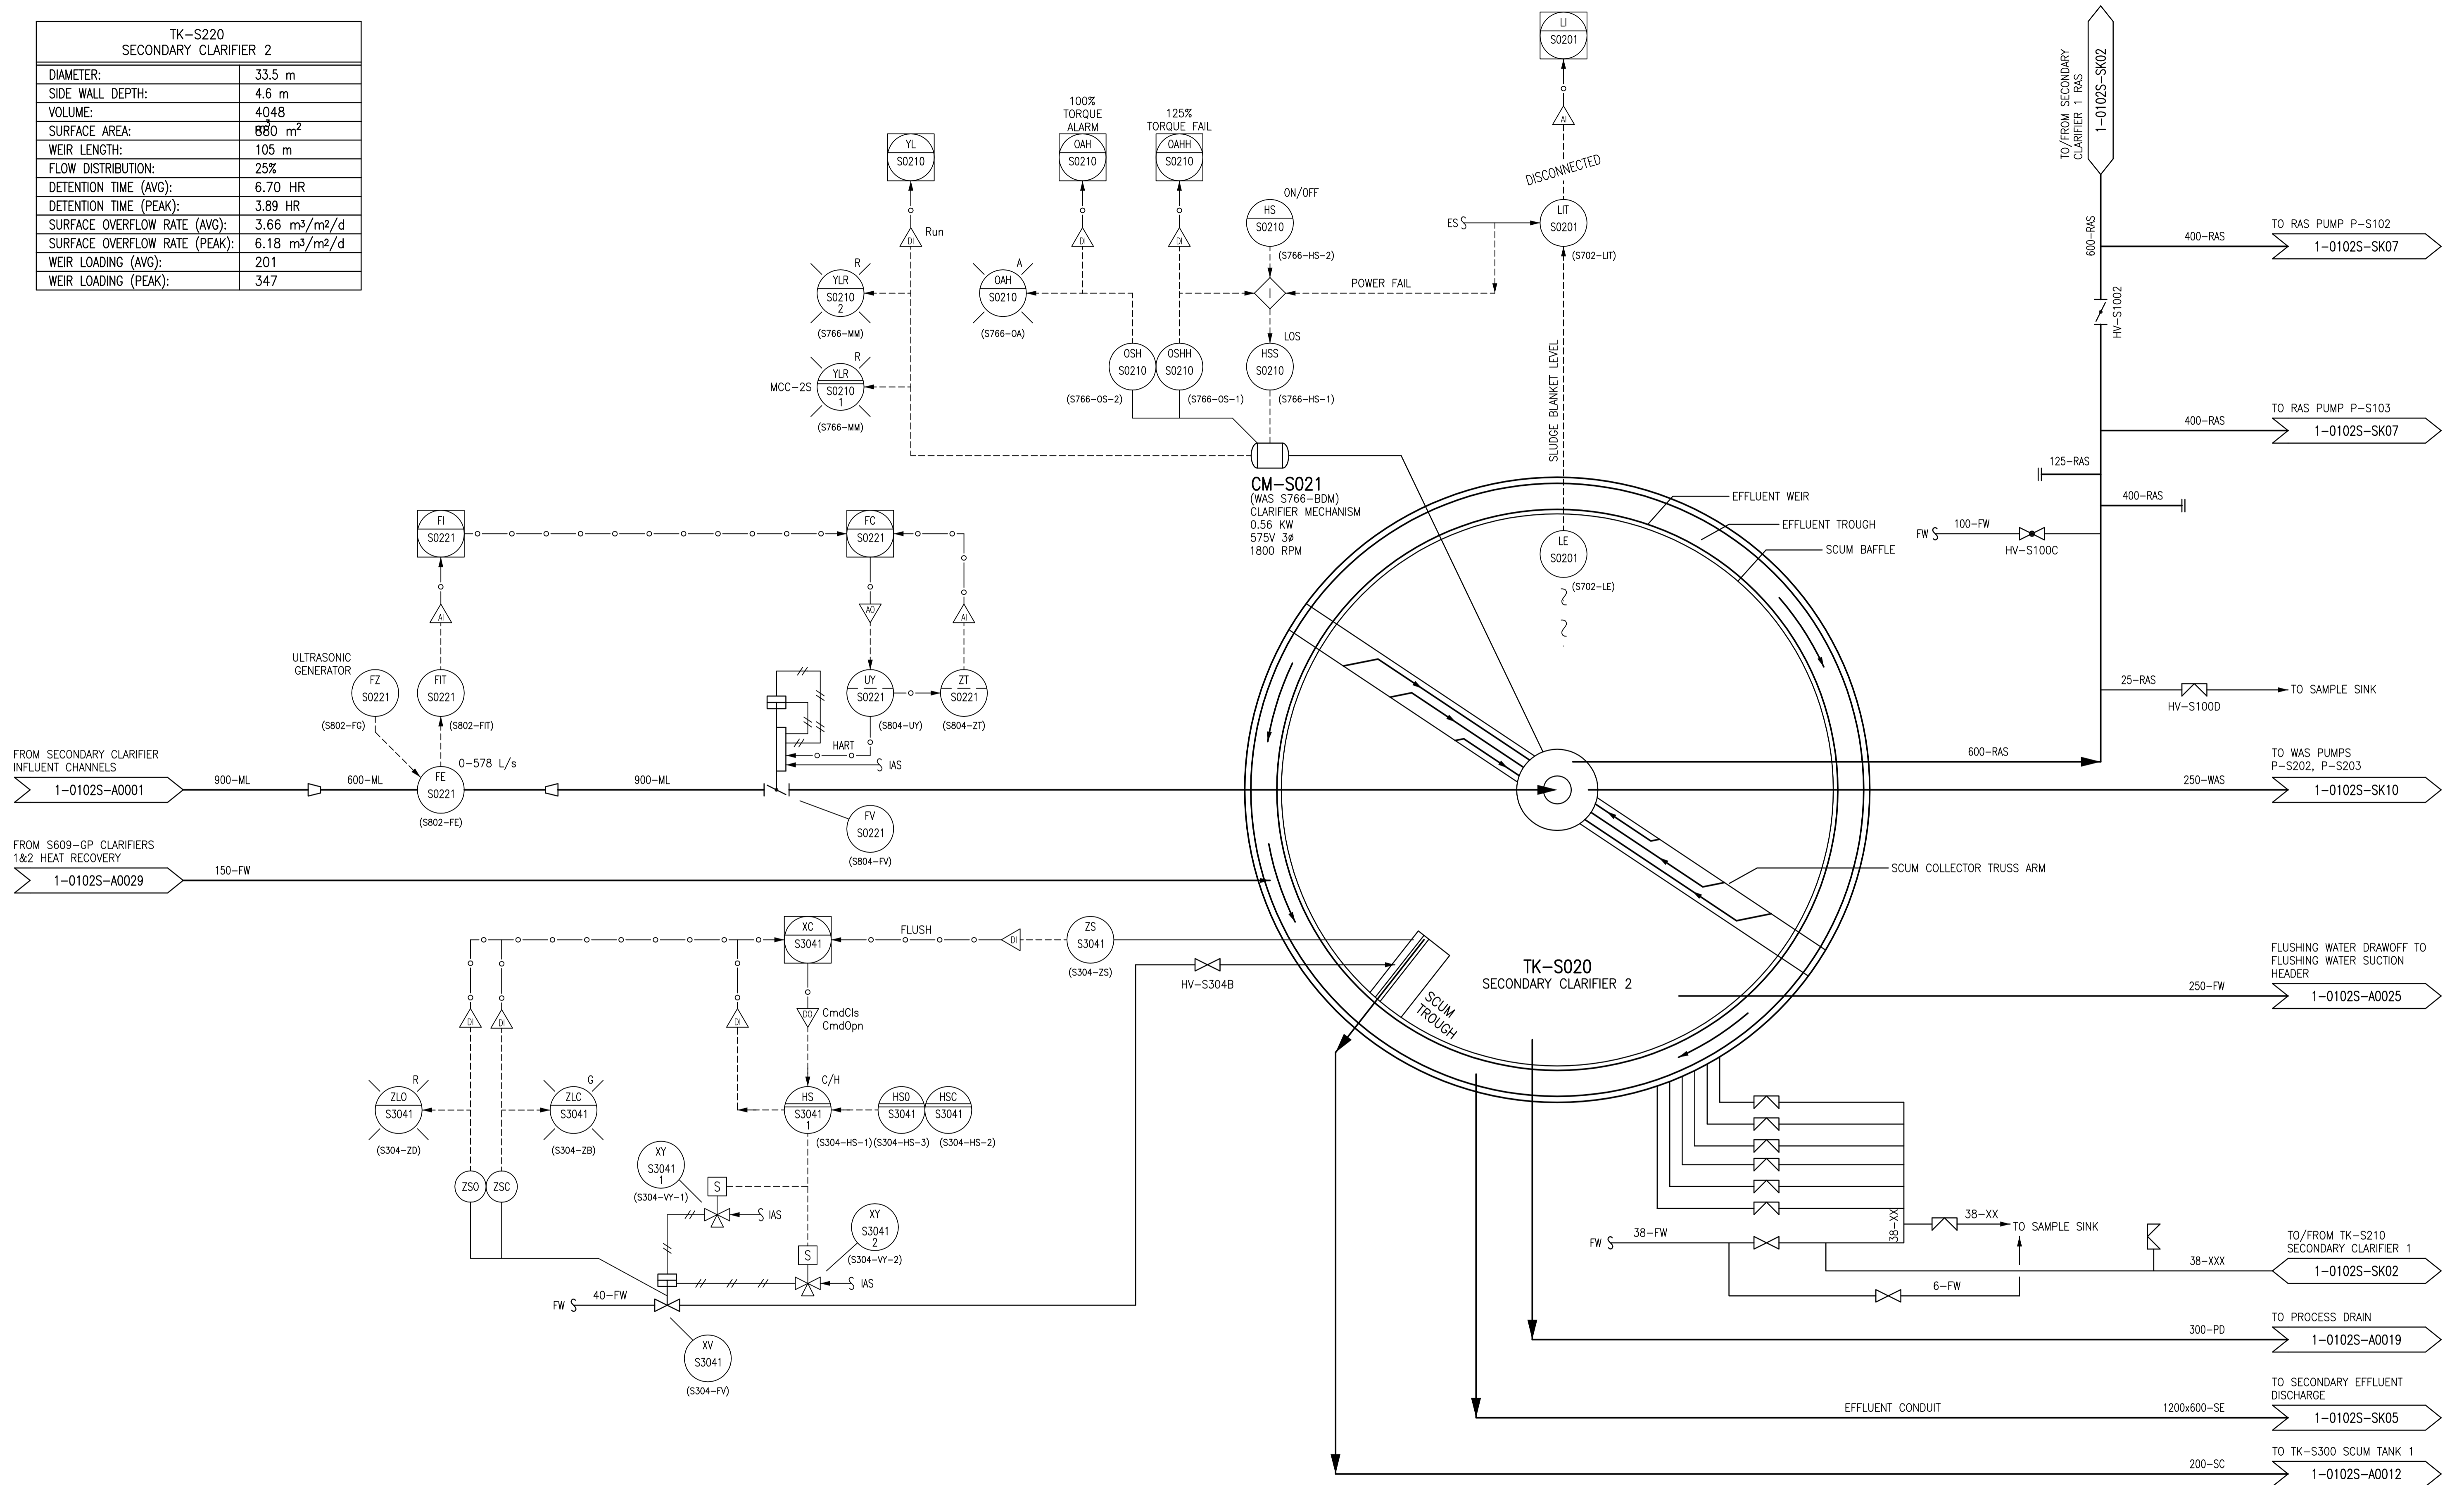 TK-S220
SECONDARY CLARIFIER 2
DIAMETER: 33.5 m
SIDE WALL DEPTH: 4.6 m
VOLUME: 4048 m3
SURFACE AREA: 880 m2
WEIR LENGTH: 105 m
FLOW DISTRIBUTION: 25%
DETENTION TIME (AVG): 6.70 HR
DETENTION TIME (PEAK): 3.89 HR
SURFACE OVERFLOW RATE (AVG): 3.66 m3/m2/d
SURFACE OVERFLOW RATE (PEAK): 6.18 m3/m2/d
WEIR LOADING (AVG): 201
WEIR LOADING (PEAK): 347
YL
S0210
DI
Run
R
YLR
S0210
2
(S766-MM)
MCC-2S
R
YLR
S0210
1
(S766-MM)
100%
TORQUE
ALARM
OAH
S0210
DI
A
OAH
S0210
(S766-OA)
125%
TORQUE FAIL
OAHH
S0210
DI
OSH
S0210
(S766-OS-2)
OSHH
S0210
(S766-OS-1)
ON/OFF
HS
S0210
(S766-HS-2)
I
POWER FAIL
LOS
HSS
S0210
(S766-HS-1)
LI
S0201
AI
DISCONNECTED
ES
LIT
S0201
(S702-LIT)
SLUDGE BLANKET LEVEL
LE
S0201
(S702-LE)
CM-S021
(WAS S766-BDM)
CLARIFIER MECHANISM
0.56 KW
575V 3ø
1800 RPM
EFFLUENT WEIR
EFFLUENT TROUGH
SCUM BAFFLE
SCUM COLLECTOR TRUSS ARM
TK-S020
SECONDARY CLARIFIER 2
SCUM
TROUGH
TO/FROM SECONDARY
CLARIFIER 1 RAS
1-0102S-SK02
600-RAS
HV-S1002
400-RAS
TO RAS PUMP P-S102
1-0102S-SK07
400-RAS
TO RAS PUMP P-S103
1-0102S-SK07
125-RAS
400-RAS
FW
100-FW
HV-S100C
25-RAS
HV-S100D
TO SAMPLE SINK
600-RAS
TO WAS PUMPS
P-S202, P-S203
250-WAS
1-0102S-SK10
FI
S0221
AI
FIT
S0221
(S802-FIT)
ULTRASONIC
GENERATOR
FZ
S0221
(S802-FG)
FE
S0221
0-578 L/s
(S802-FE)
FC
S0221
AO
UY
S0221
(S804-UY)
AI
ZT
S0221
(S804-ZT)
HART
IAS
FV
S0221
(S804-FV)
FROM SECONDARY CLARIFIER
INFLUENT CHANNELS
1-0102S-A0001
900-ML
600-ML
900-ML
FROM S609-GP CLARIFIERS
1&2 HEAT RECOVERY
1-0102S-A0029
150-FW
XC
S3041
FLUSH
DI
ZS
S3041
(S304-ZS)
HV-S304B
DI
DI
DI
DO
CmdCls
CmdOpn
R
ZLO
S3041
(S304-ZD)
G
ZLC
S3041
(S304-ZB)
C/H
HS
S3041
1
(S304-HS-1)
HSO
S3041
(S304-HS-3)
HSC
S3041
(S304-HS-2)
ZSO
ZSC
XY
S3041
1
(S304-VY-1)
S
IAS
XY
S3041
2
(S304-VY-2)
S
IAS
FW
40-FW
XV
S3041
(S304-FV)
FLUSHING WATER DRAWOFF TO
FLUSHING WATER SUCTION
HEADER
250-FW
1-0102S-A0025
38-XX
38-XX
TO SAMPLE SINK
FW
38-FW
6-FW
TO/FROM TK-S210
SECONDARY CLARIFIER 1
38-XXX
1-0102S-SK02
TO PROCESS DRAIN
300-PD
1-0102S-A0019
TO SECONDARY EFFLUENT
DISCHARGE
EFFLUENT CONDUIT
1200x600-SE
1-0102S-SK05
TO TK-S300 SCUM TANK 1
200-SC
1-0102S-A0012